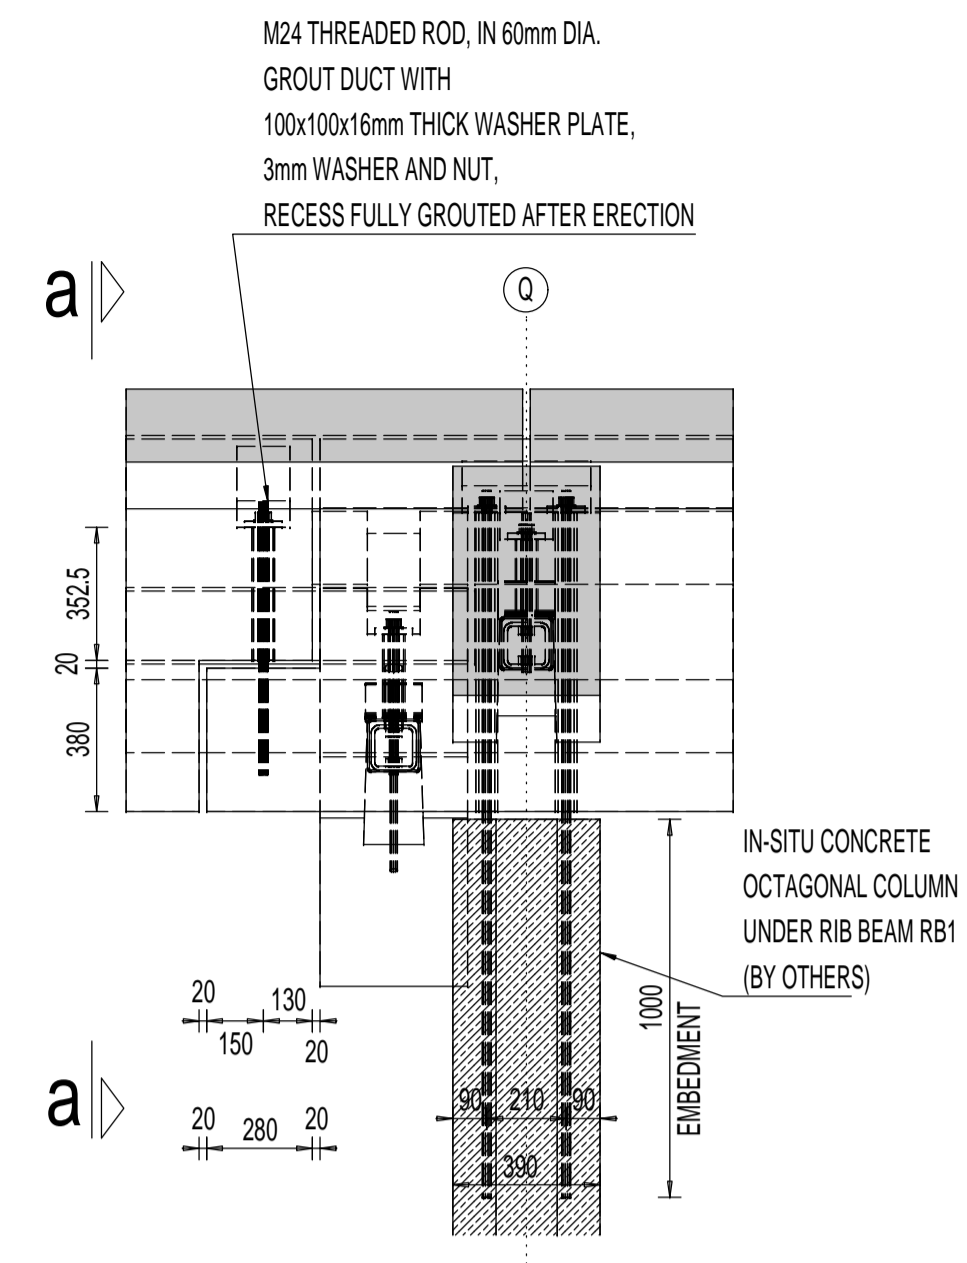 M24 THREADED ROD, IN 60mm DIA.
GROUT DUCT WITH
100x100x16mm THICK WASHER PLATE,
3mm WASHER AND NUT,
RECESS FULLY GROUTED AFTER ERECTION
a
Q
352.5
20
380
IN-SITU CONCRETE
OCTAGONAL COLUMN
UNDER RIB BEAM RB1
(BY OTHERS)
1000
EMBEDMENT
20
130
150
20
a
20
280
20
90
210
90
390